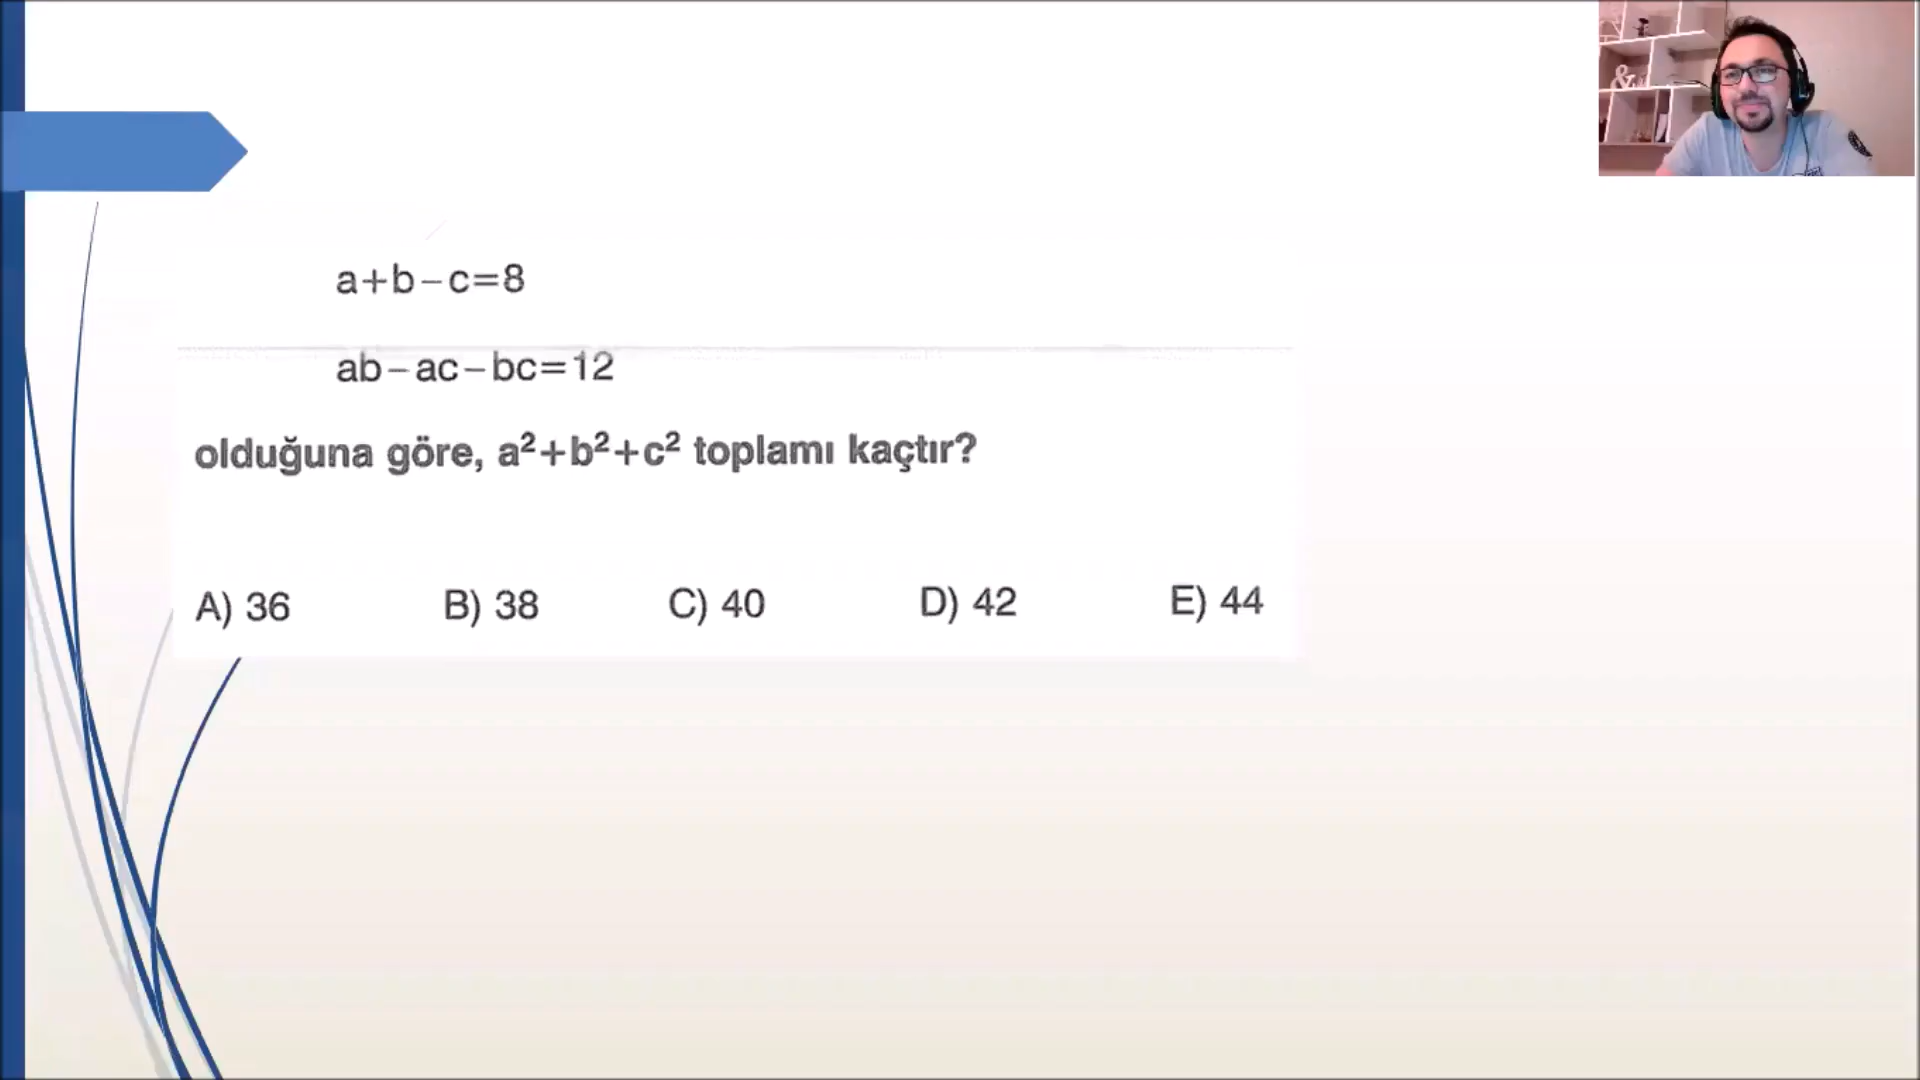 a+b−c=8
ab−ac−bc=12
olduğuna göre, a²+b²+c² toplamı kaçtır?
A) 36 B) 38 C) 40 D) 42 E) 44
&